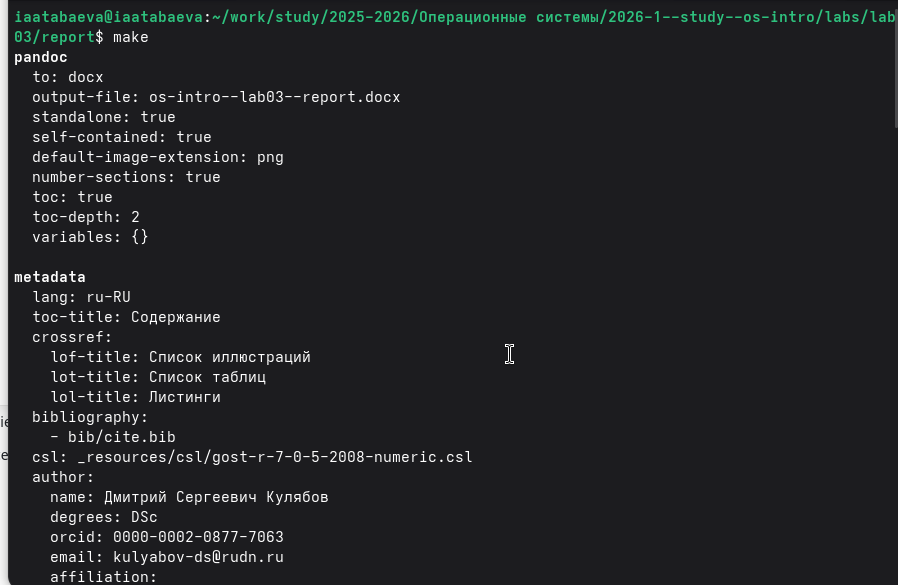 iaatabaeva@iaatabaeva:~/work/study/2025-2026/Операционные системы/2026-1--study--os-intro/labs/lab
03/report$ make
pandoc
  to: docx
  output-file: os-intro--lab03--report.docx
  standalone: true
  self-contained: true
  default-image-extension: png
  number-sections: true
  toc: true
  toc-depth: 2
  variables: {}

metadata
  lang: ru-RU
  toc-title: Содержание
  crossref:
    lof-title: Список иллюстраций
    lot-title: Список таблиц
    lol-title: Листинги
  bibliography:
    - bib/cite.bib
  csl: _resources/csl/gost-r-7-0-5-2008-numeric.csl
  author:
    name: Дмитрий Сергеевич Кулябов
    degrees: DSc
    orcid: 0000-0002-0877-7063
    email: kulyabov-ds@rudn.ru
    affiliation: